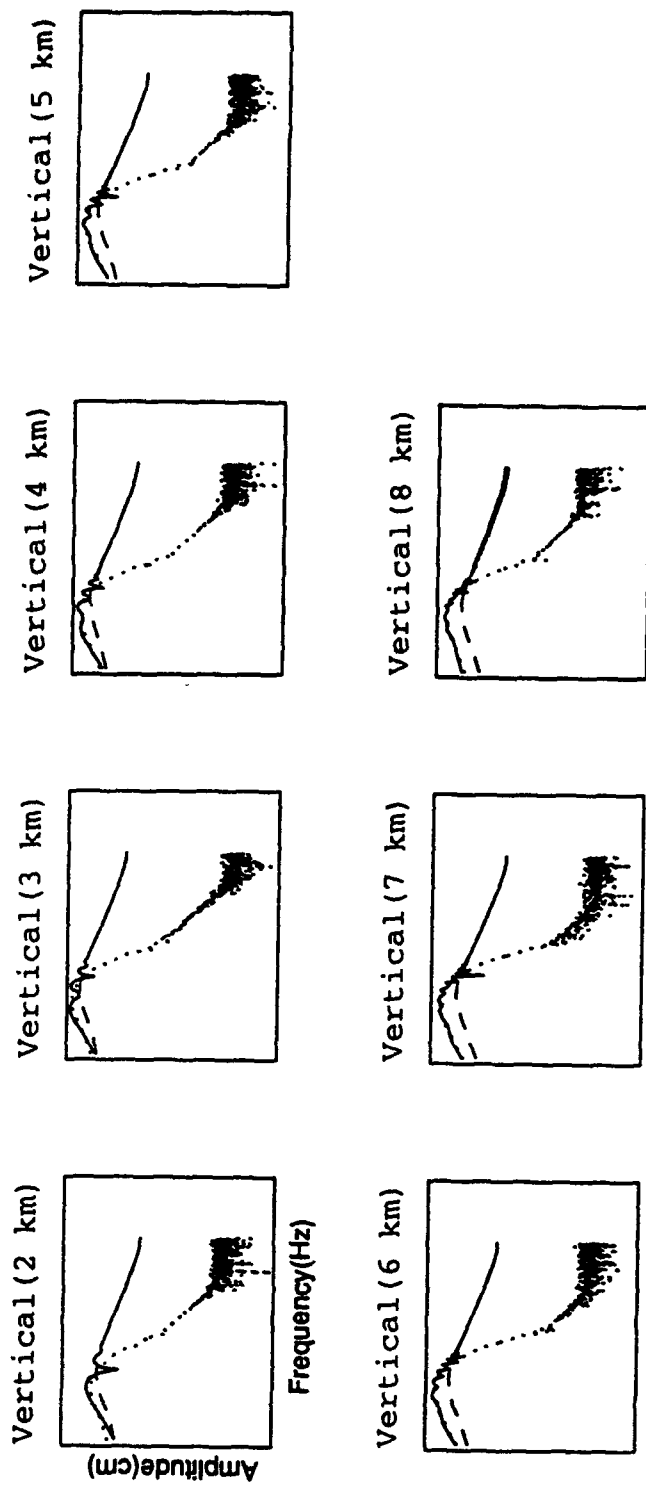 Vertical(2 km)
Vertical(3 km)
Vertical(4 km)
Vertical(5 km)
Amplitude(cm)
Frequency(Hz)
Vertical(6 km)
Vertical(7 km)
Vertical(8 km)